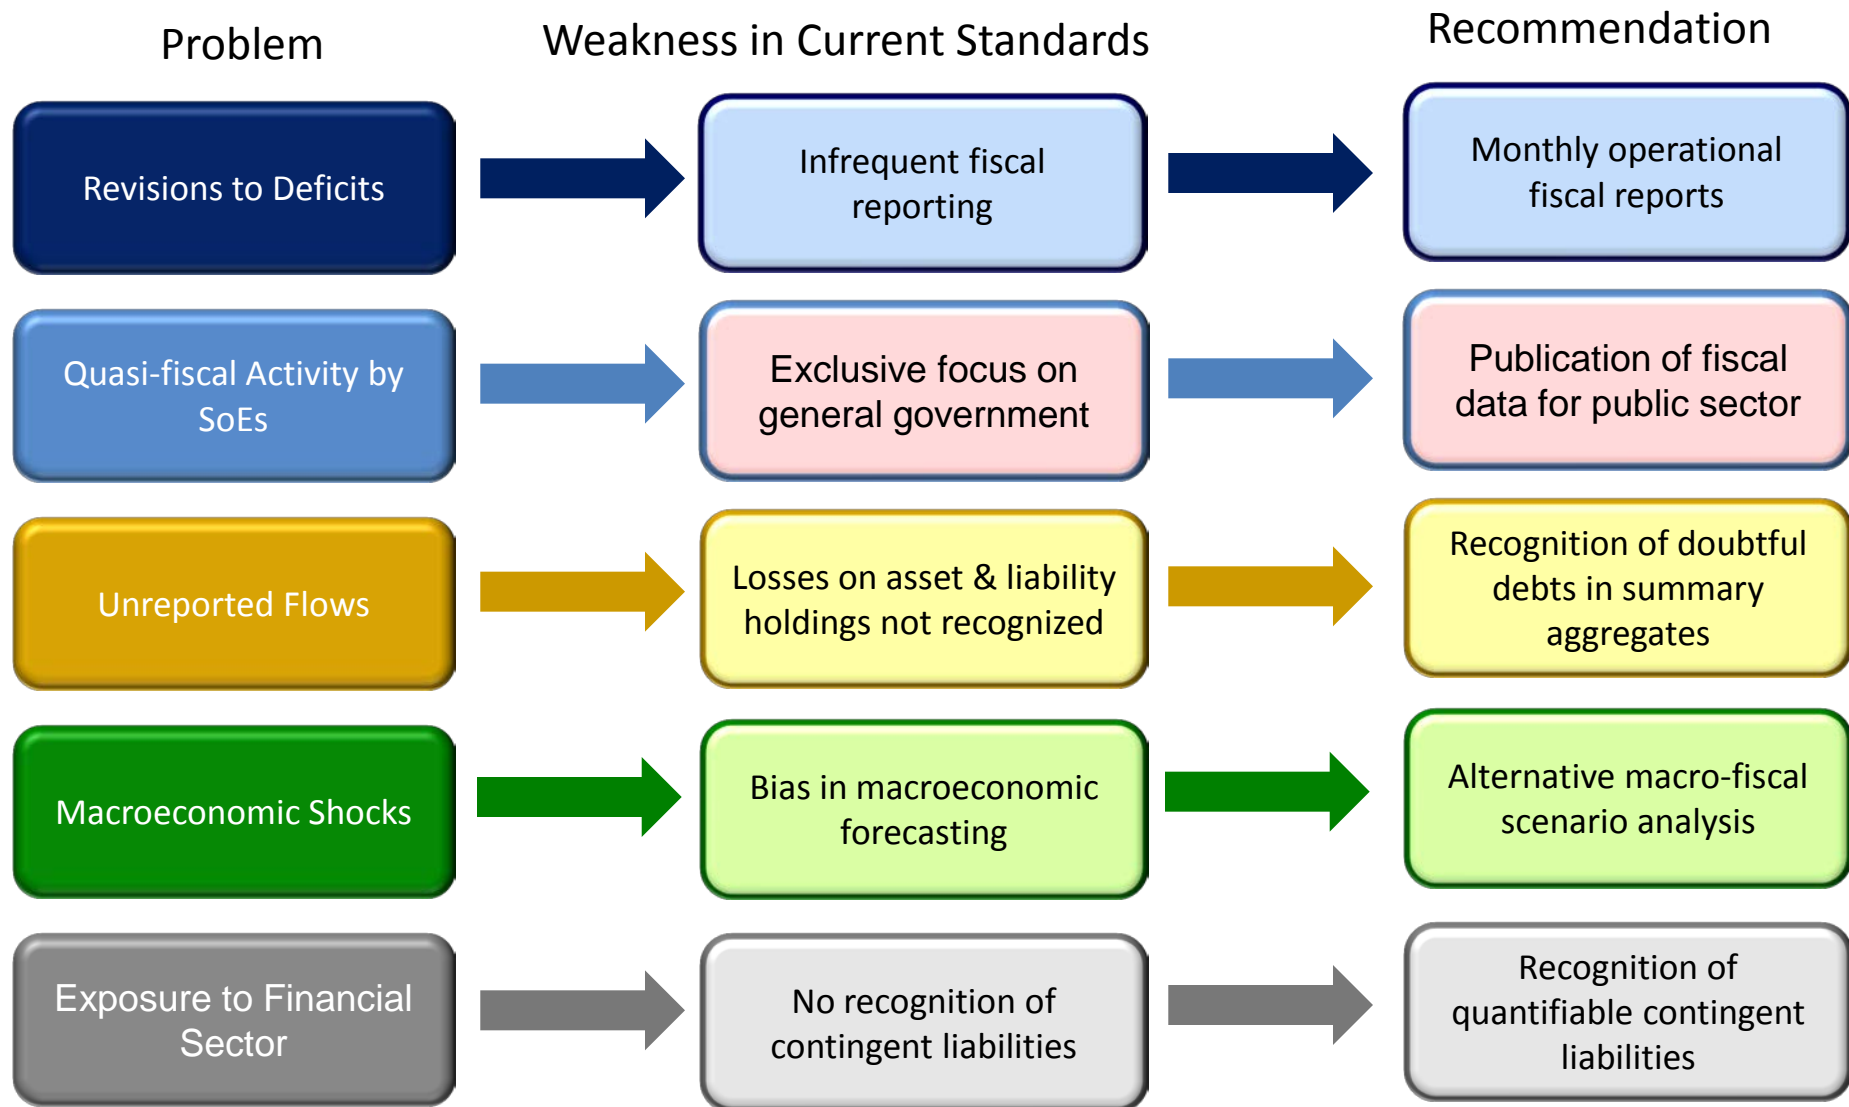 Problem
Weakness in Current Standards
Recommendation
Revisions to Deficits
Infrequent fiscal
reporting
Monthly operational
fiscal reports
Quasi-fiscal Activity by
SoEs
Exclusive focus on
general government
Publication of fiscal
data for public sector
Unreported Flows
Losses on asset & liability
holdings not recognized
Recognition of doubtful
debts in summary
aggregates
Macroeconomic Shocks
Bias in macroeconomic
forecasting
Alternative macro-fiscal
scenario analysis
Exposure to Financial
Sector
No recognition of
contingent liabilities
Recognition of
quantifiable contingent
liabilities